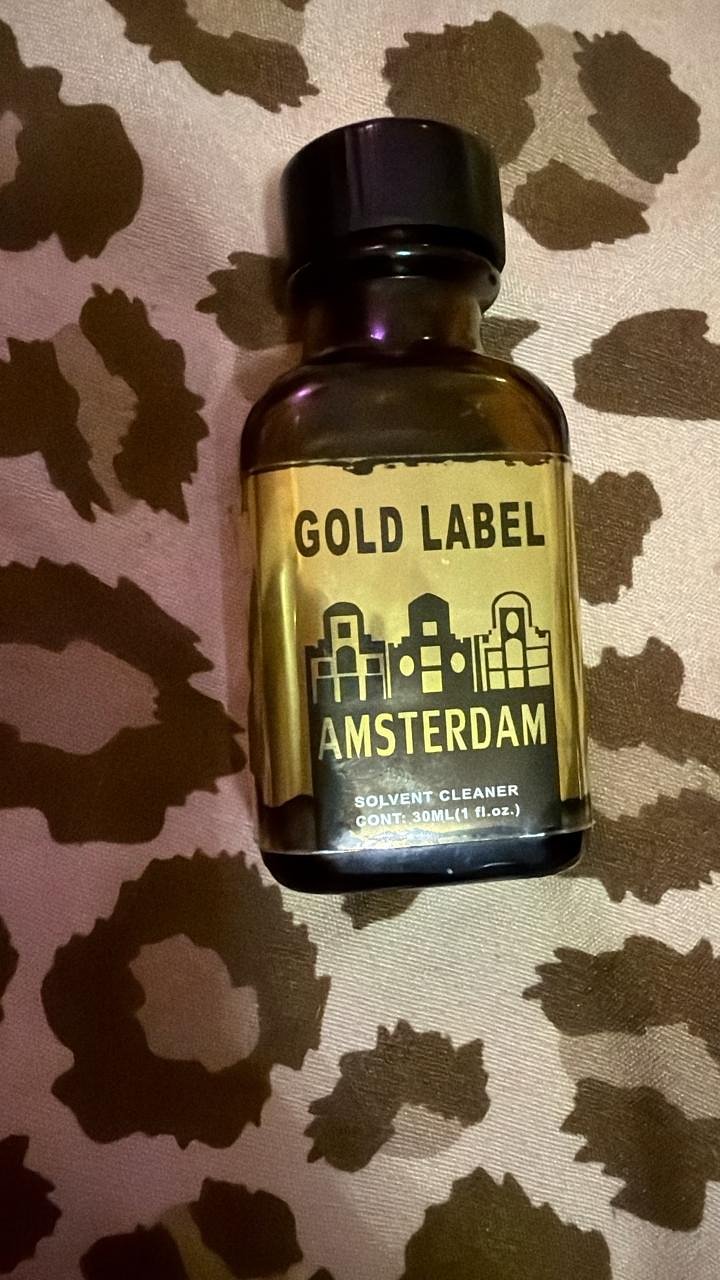 GOLD LABEL
AMSTERDAM
SOLVENT CLEANER
CONT: 30ML(1 fl.oz.)